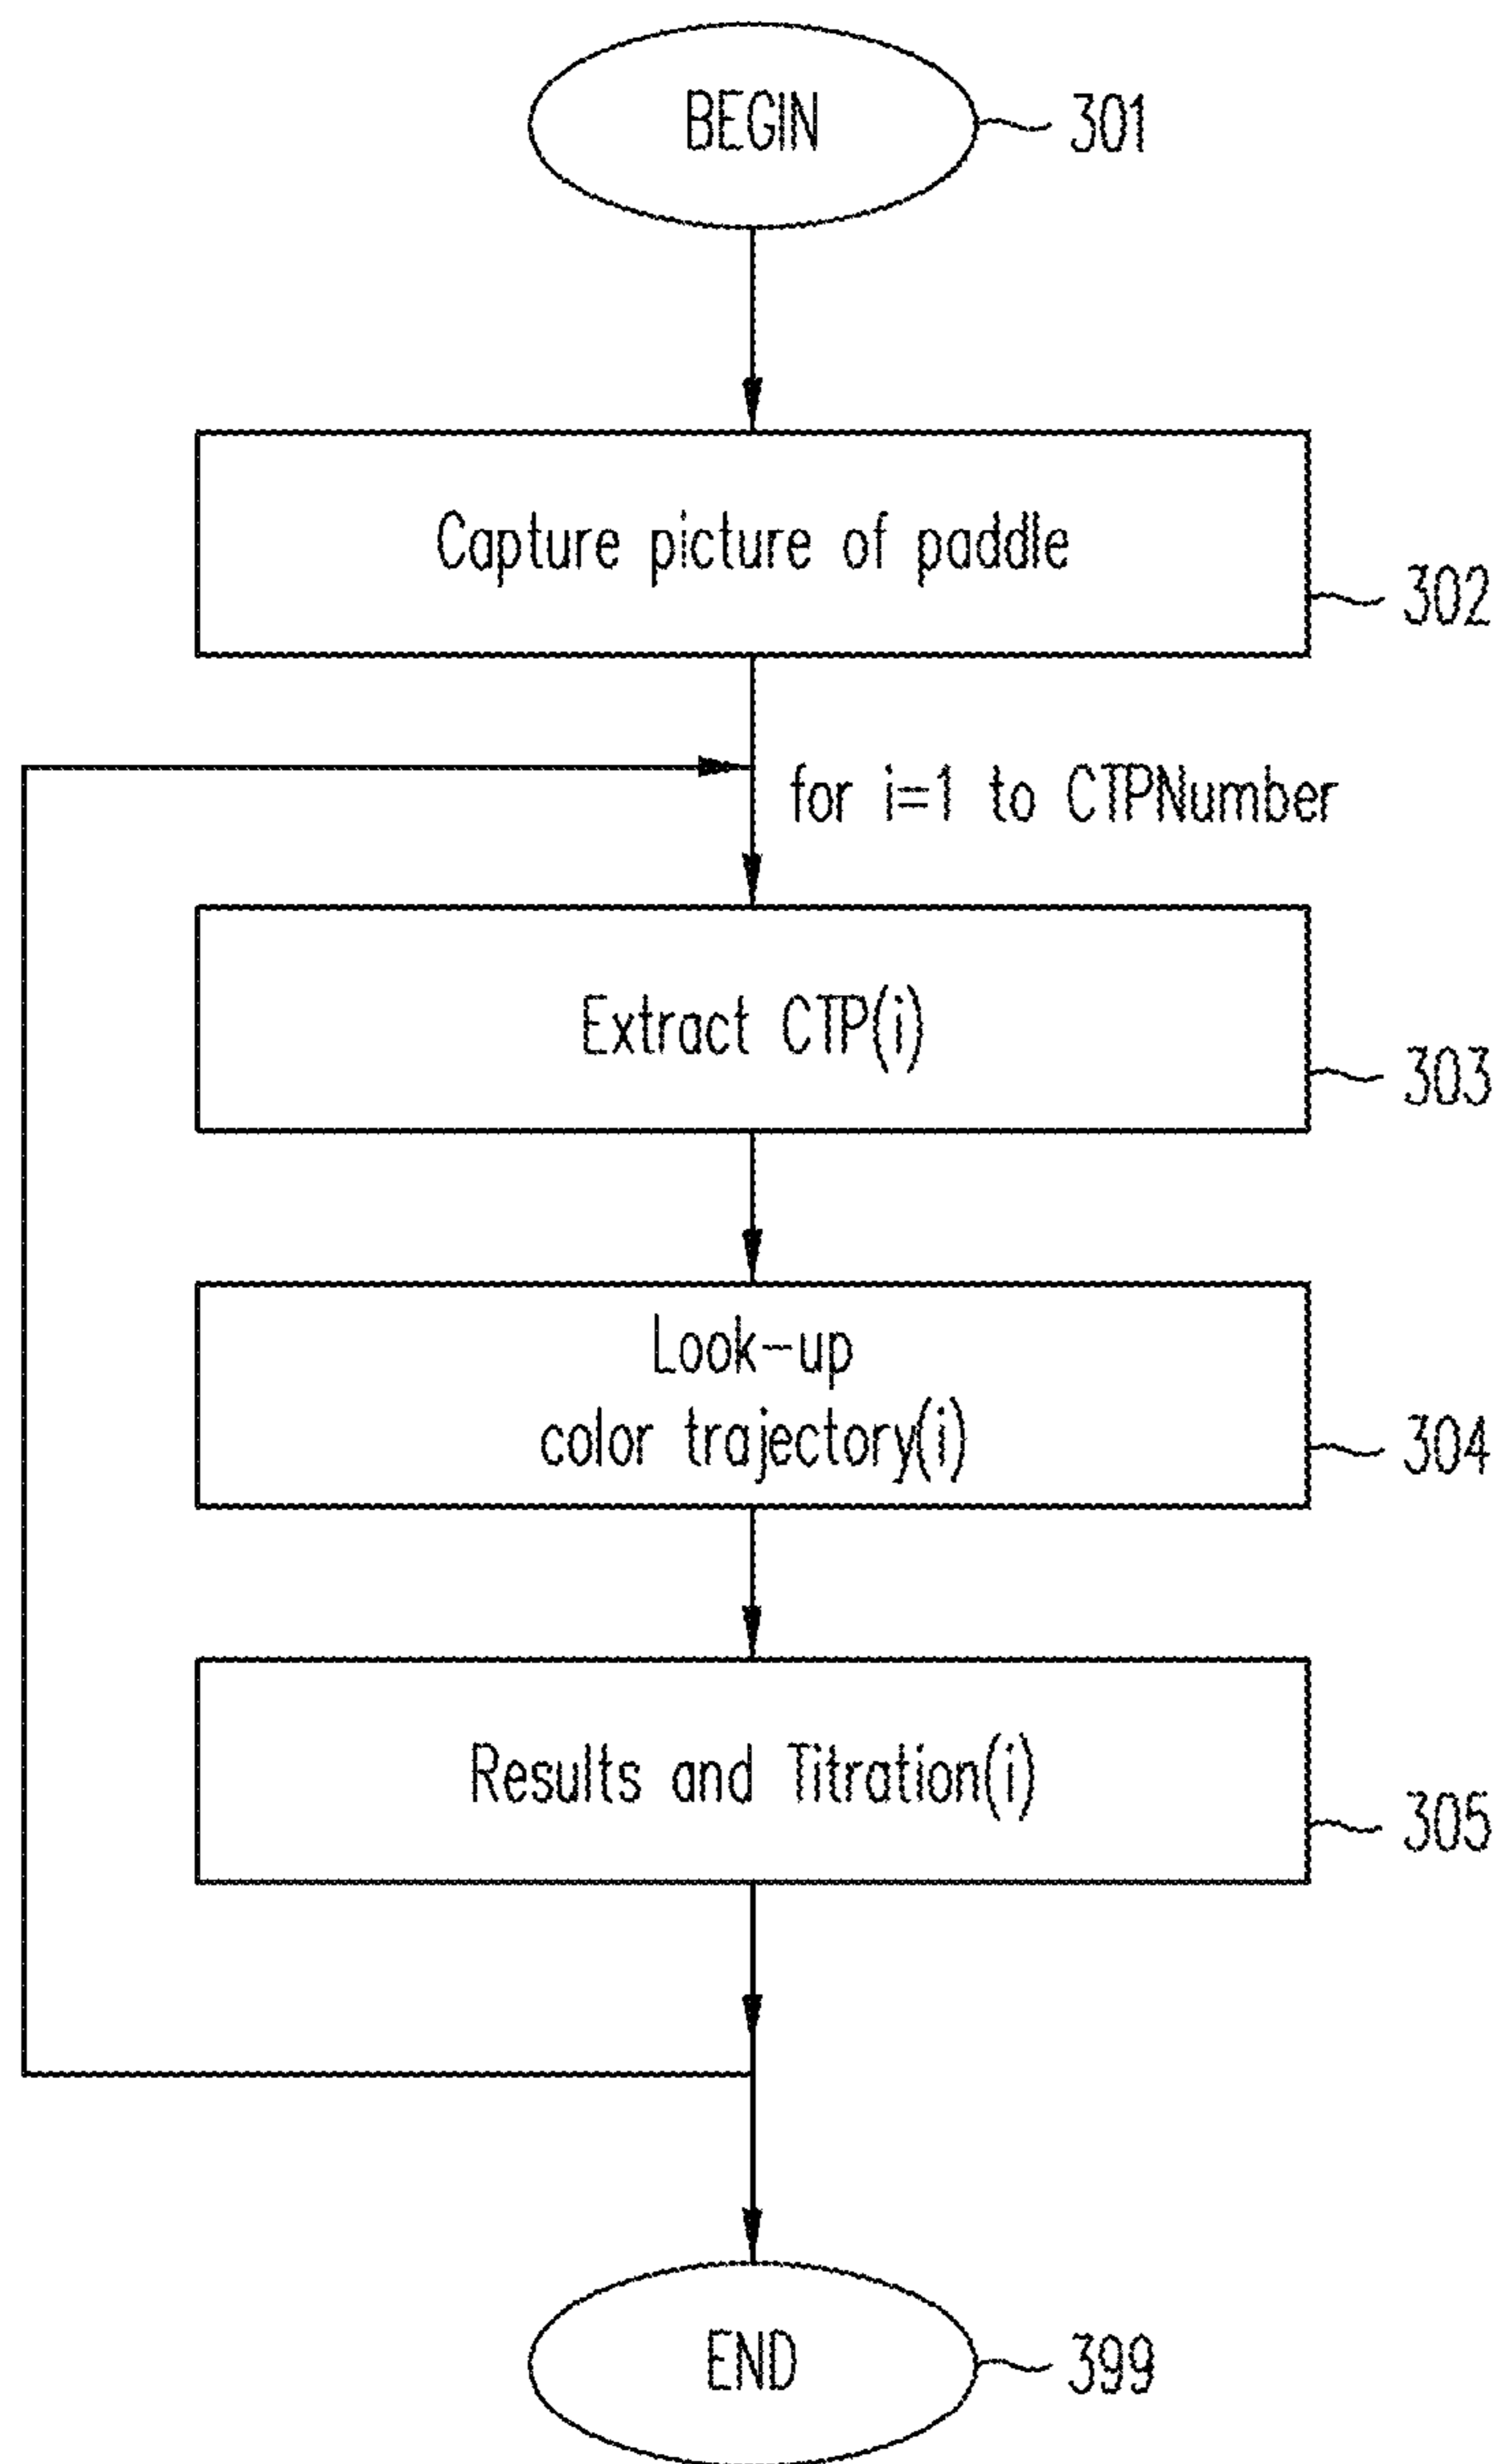 BEGIN
301
Capture picture of paddle
302
for i=1 to CTPNumber
Extract CTP(i)
303
Look-up
color trajectory(i)
304
Results and Titration(i)
305
END
399